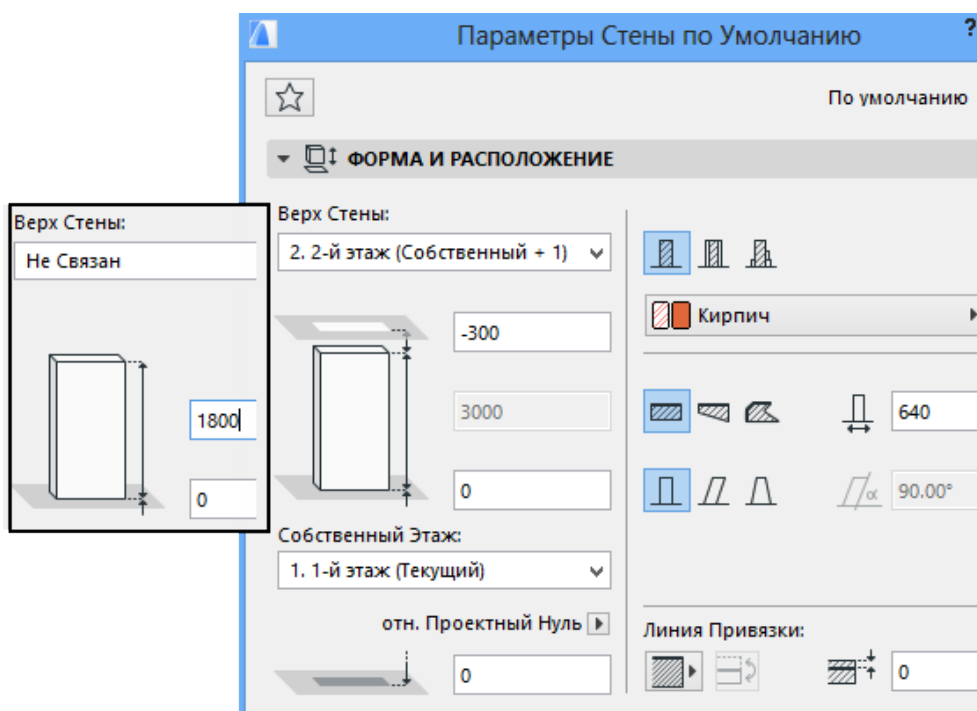 Параметры Стены по Умолчанию
?
По умолчанию
ФОРМА И РАСПОЛОЖЕНИЕ
Верх Стены:
Не Связан
1800
0
Верх Стены:
2. 2-й этаж (Собственный + 1)
-300
3000
0
Собственный Этаж:
1. 1-й этаж (Текущий)
отн. Проектный Нуль
0
Кирпич
640
α
90.00°
Линия Привязки:
0